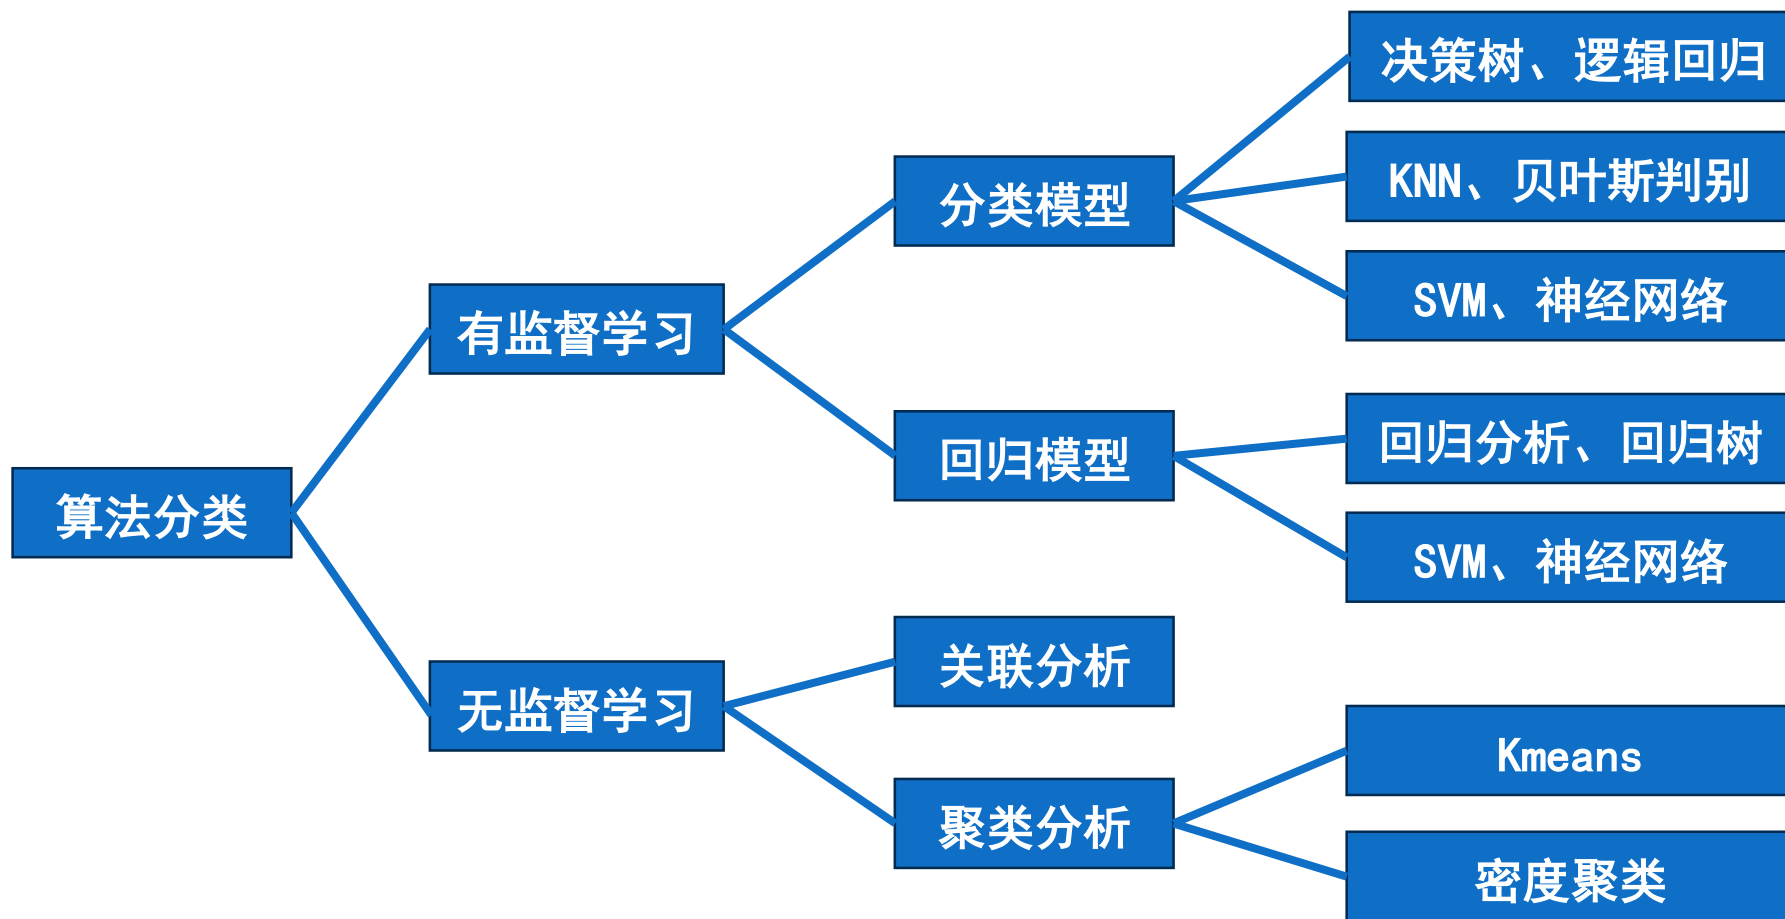 决策树、逻辑回归
KNN、贝叶斯判别
分类模型
SVM、神经网络
有监督学习
回归分析、回归树
回归模型
算法分类
SVM、神经网络
关联分析
无监督学习
Kmeans
聚类分析
密度聚类